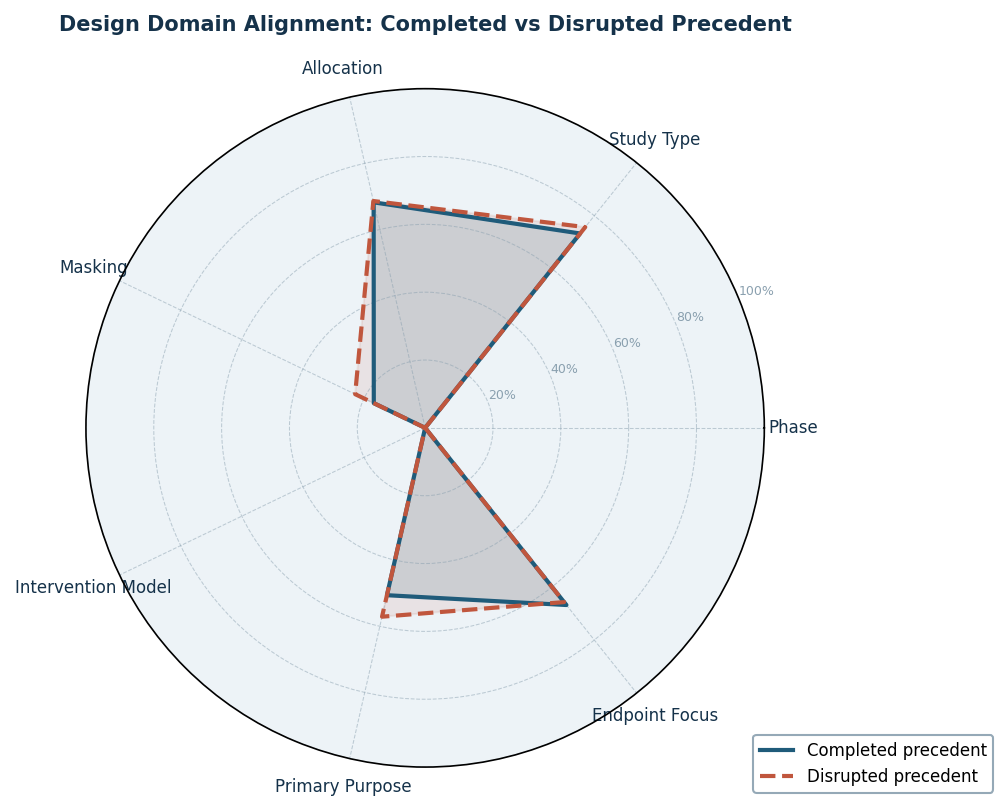 Design Domain Alignment: Completed vs Disrupted Precedent
Allocation
Study Type
Masking
100%
80%
60%
40%
20%
Phase
Intervention Model
Endpoint Focus
Primary Purpose
Completed precedent
Disrupted precedent